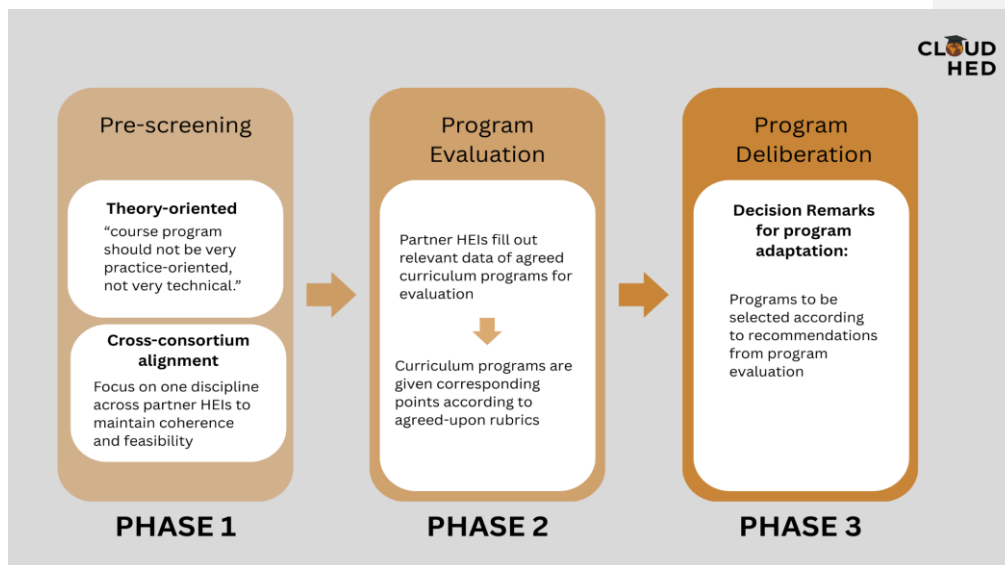 CLOUD
HED
Pre-screening
Theory-oriented
“course program
should not be very
practice-oriented,
not very technical.”
Cross-consortium
alignment
Focus on one discipline
across partner HEIs to
maintain coherence
and feasibility
PHASE 1
Program
Evaluation
Partner HEIs fill out
relevant data of agreed
curriculum programs for
evaluation
Curriculum programs are
given corresponding
points according to
agreed-upon rubrics
PHASE 2
Program
Deliberation
Decision Remarks
for program
adaptation:
Programs to be
selected according
to recommendations
from program
evaluation
PHASE 3